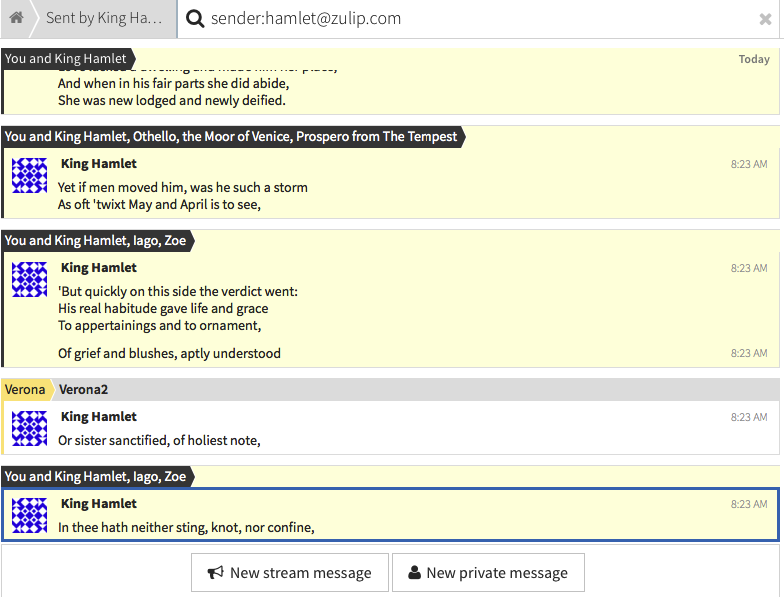 Sent by King Ha...
sender:hamlet@zulip.com
You and King Hamlet
Today
And when in his fair parts she did abide,
She was new lodged and newly deified.
You and King Hamlet, Othello, the Moor of Venice, Prospero from The Tempest
King Hamlet
8:23 AM
Yet if men moved him, was he such a storm
As oft 'twixt May and April is to see,
You and King Hamlet, Iago, Zoe
King Hamlet
8:23 AM
'But quickly on this side the verdict went:
His real habitude gave life and grace
To appertainings and to ornament,
Of grief and blushes, aptly understood
8:23 AM
Verona
Verona2
King Hamlet
8:23 AM
Or sister sanctified, of holiest note,
You and King Hamlet, Iago, Zoe
King Hamlet
8:23 AM
In thee hath neither sting, knot, nor confine,
New stream message
New private message